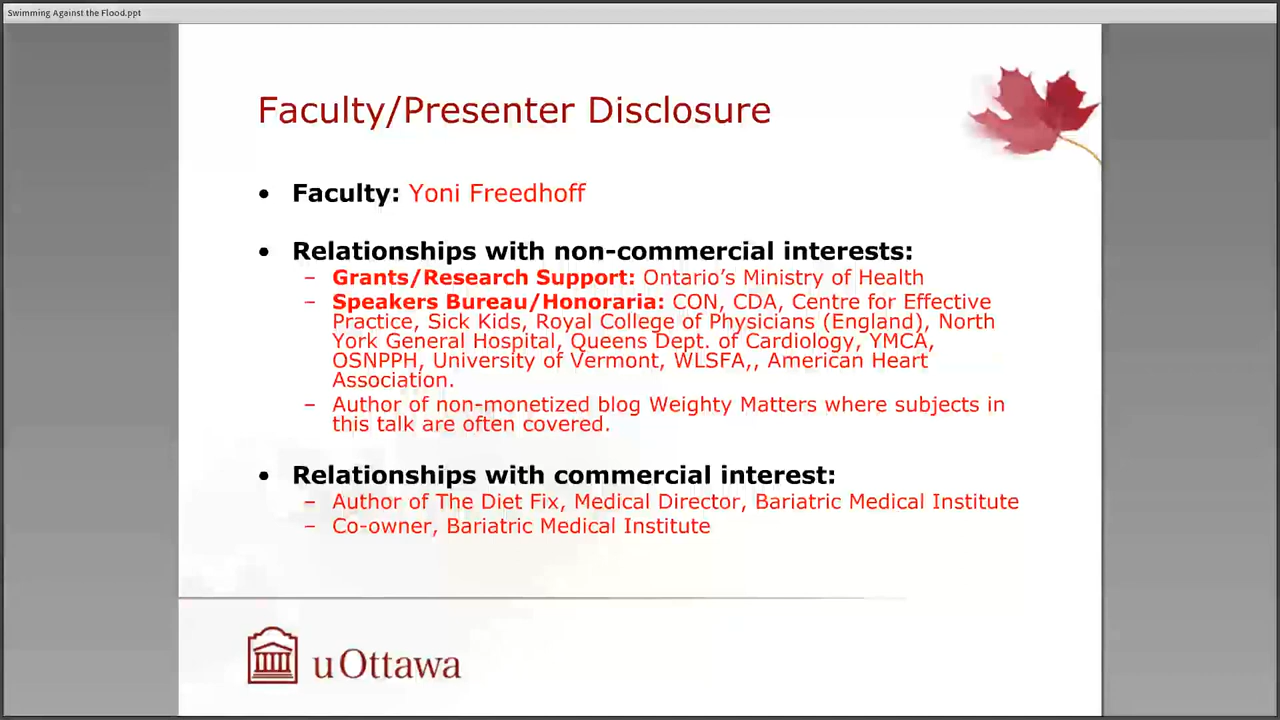 Swimming Against the Flood.ppt
Faculty/Presenter Disclosure
• Faculty: Yoni Freedhoff
• Relationships with non-commercial interests:
– Grants/Research Support: Ontario’s Ministry of Health
– Speakers Bureau/Honoraria: CON, CDA, Centre for Effective
Practice, Sick Kids, Royal College of Physicians (England), North
York General Hospital, Queens Dept. of Cardiology, YMCA,
OSNPPH, University of Vermont, WLSFA,, American Heart
Association.
– Author of non-monetized blog Weighty Matters where subjects in
this talk are often covered.
• Relationships with commercial interest:
– Author of The Diet Fix, Medical Director, Bariatric Medical Institute
– Co-owner, Bariatric Medical Institute
uOttawa